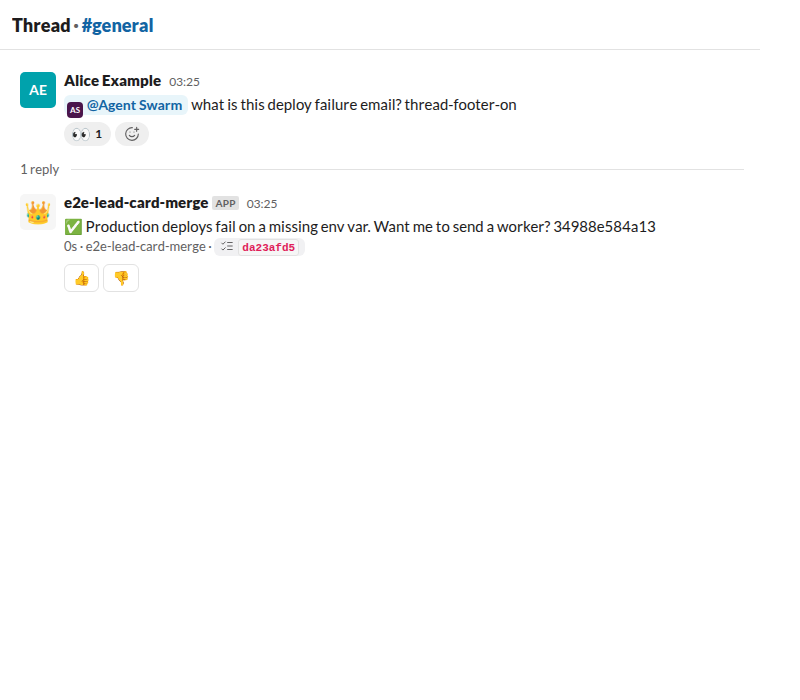 Thread • #general
AE
Alice Example 03:25
AS @Agent Swarm what is this deploy failure email? thread-footer-on
1
1 reply
e2e-lead-card-merge APP 03:25
✅ Production deploys fail on a missing env var. Want me to send a worker? 34988e584a13
0s · e2e-lead-card-merge · da23afd5